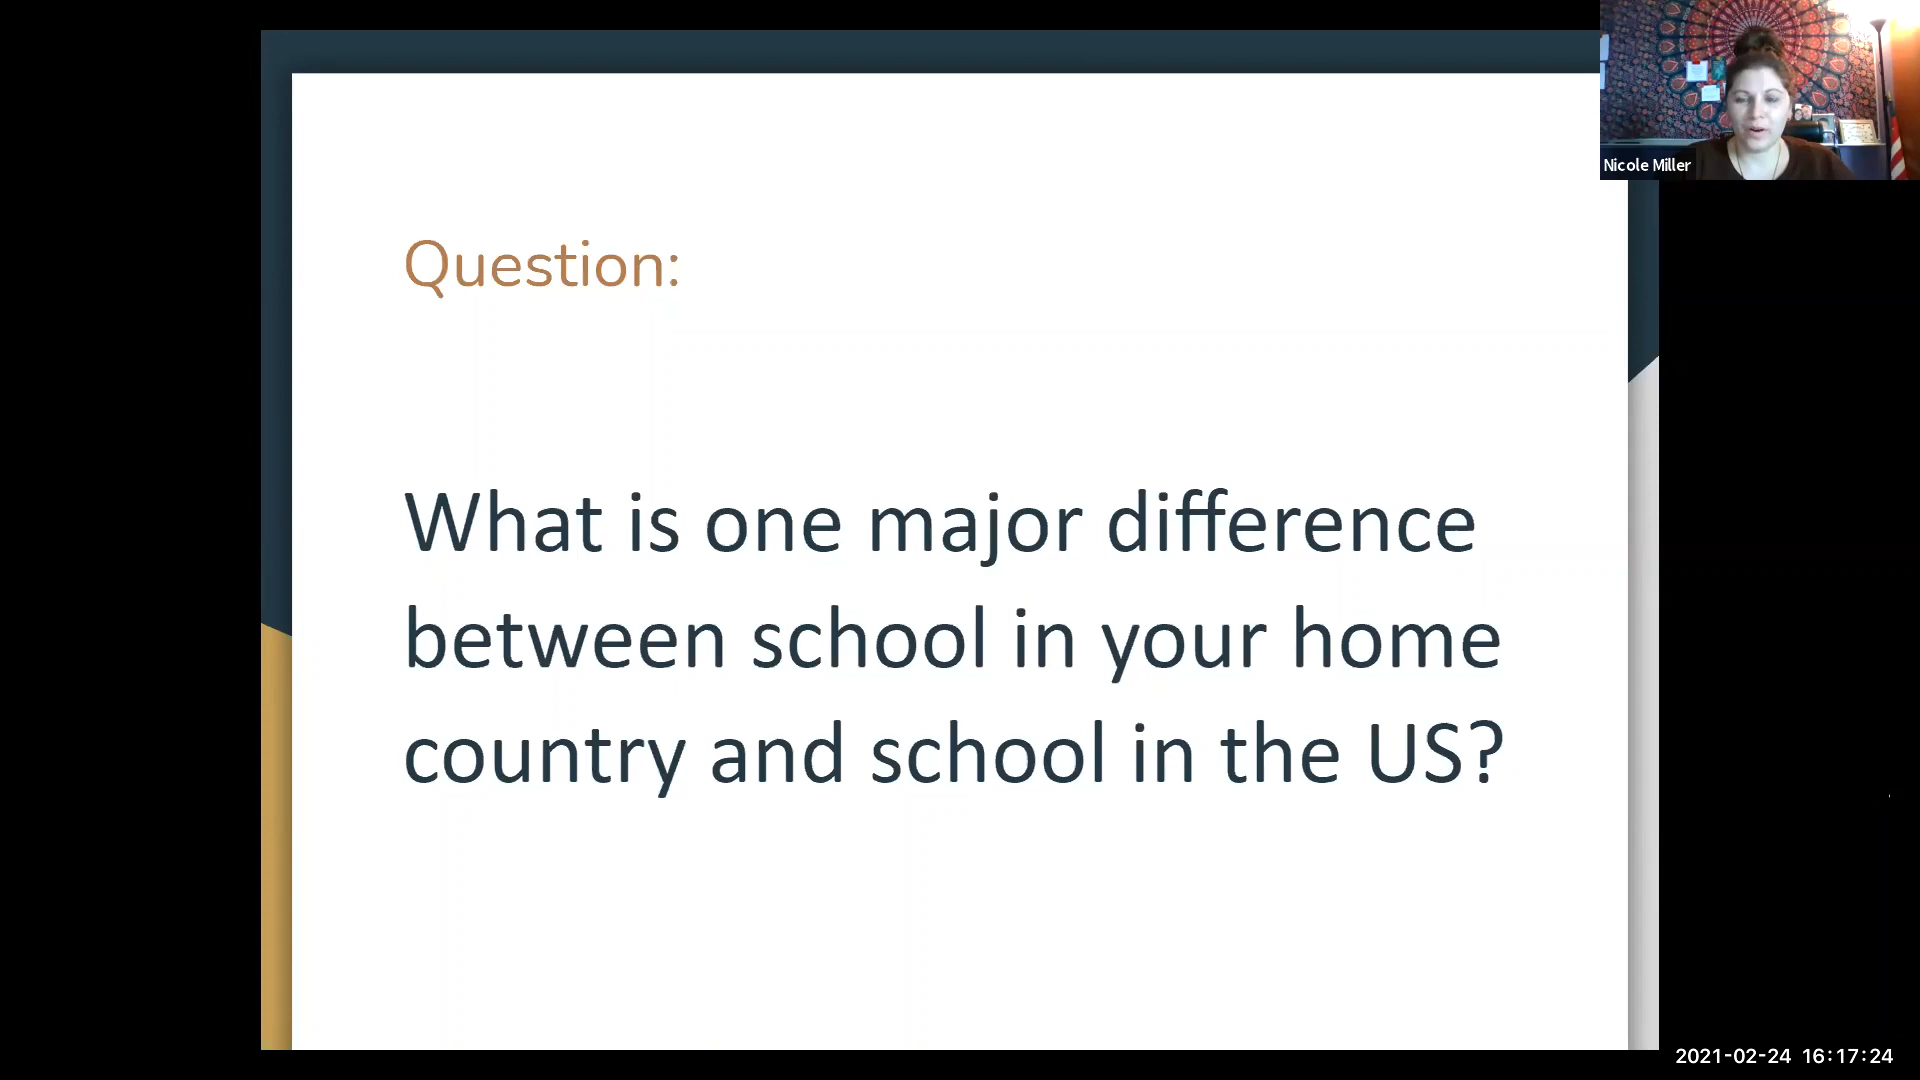 Nicole Miller
Question:
What is one major difference
between school in your home
country and school in the US?
2021-02-24 16:17:24